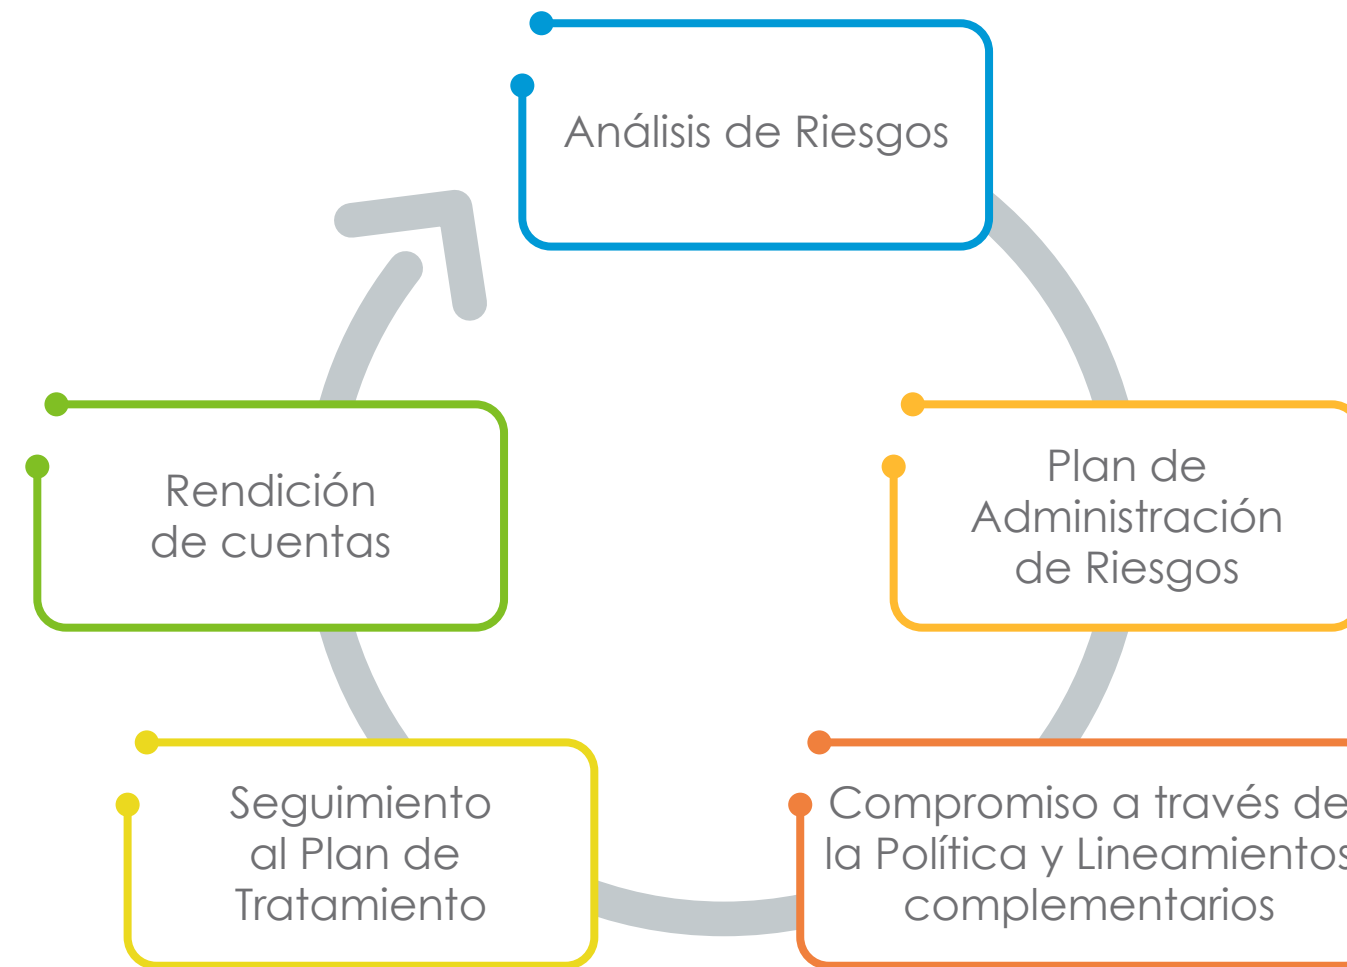 Análisis de Riesgos
Plan de
Administración
de Riesgos
Compromiso a través de
la Política y Lineamientos
complementarios
Seguimiento
al Plan de
Tratamiento
Rendición
de cuentas